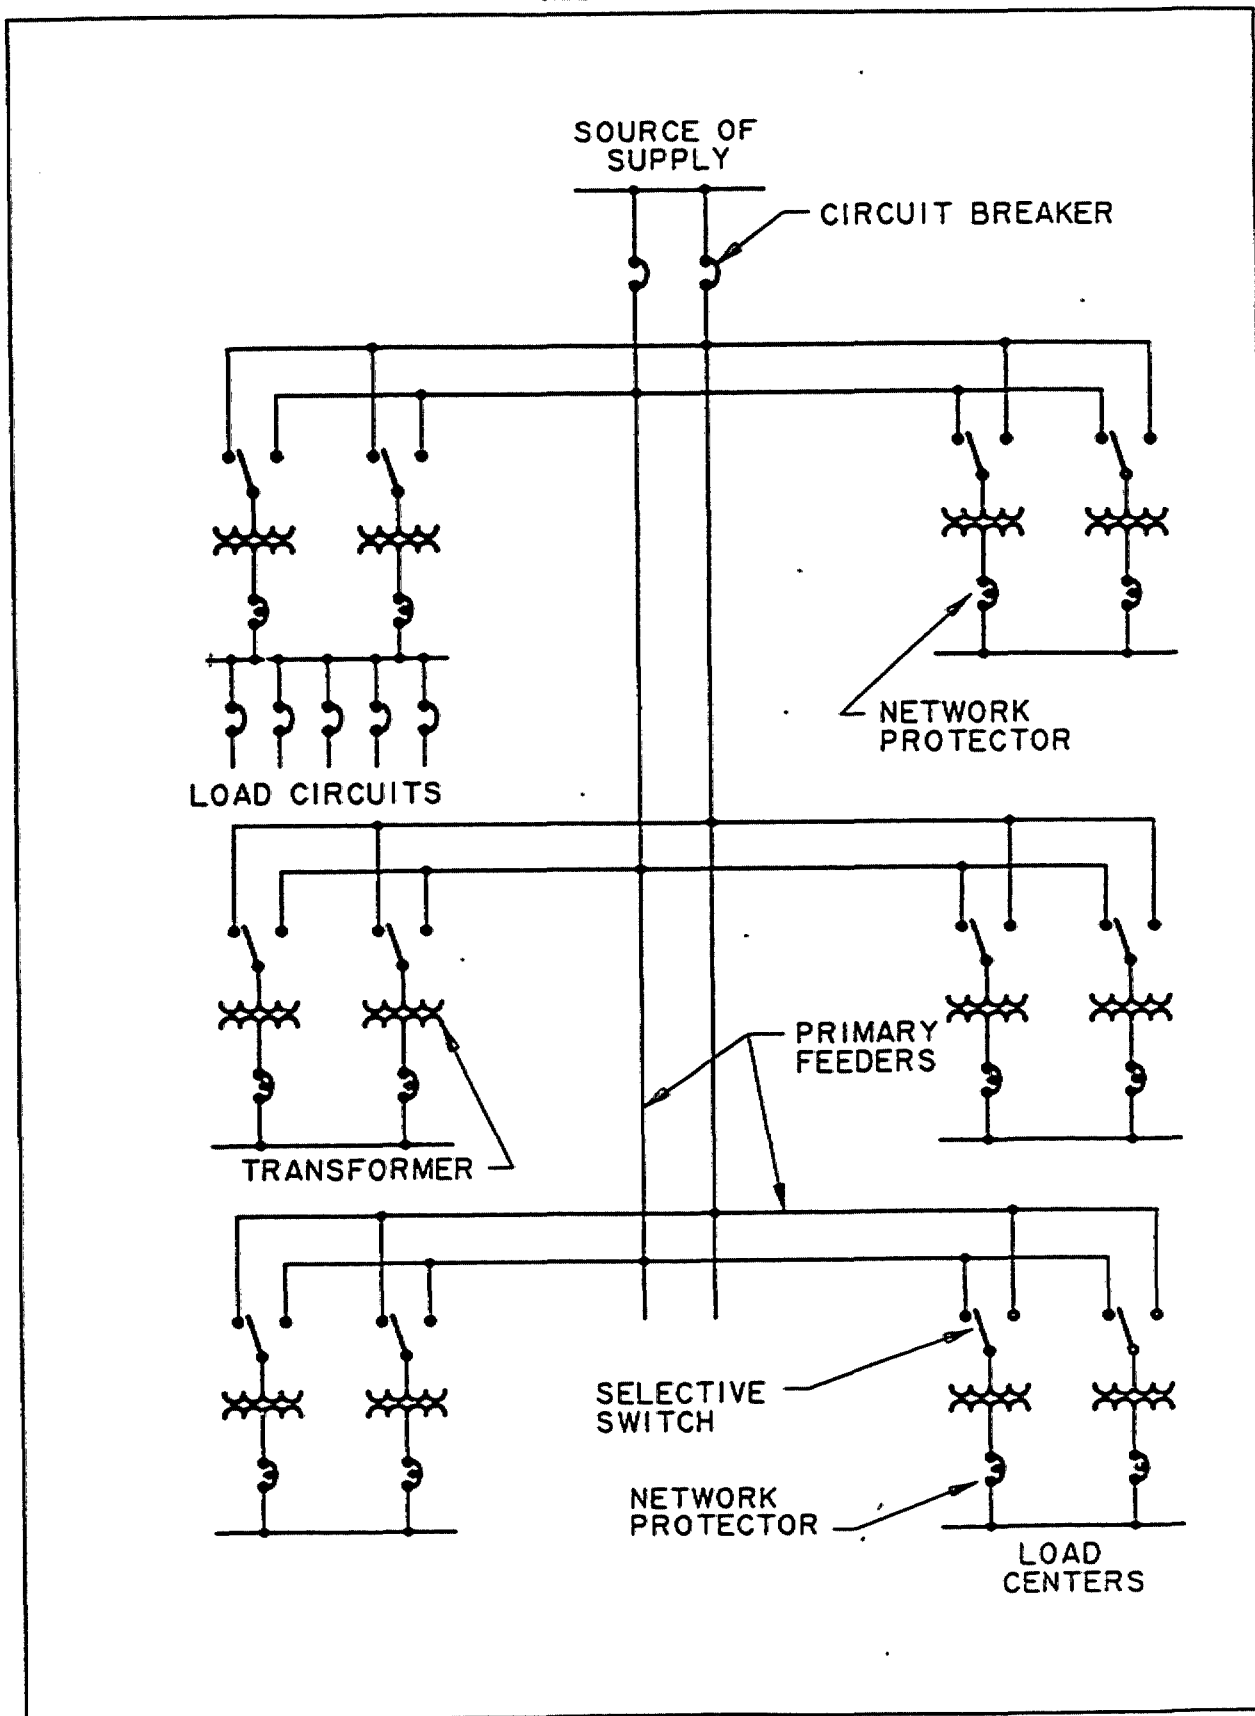 SOURCE OF
SUPPLY
CIRCUIT BREAKER
NETWORK
PROTECTOR
LOAD CIRCUITS
PRIMARY
FEEDERS
TRANSFORMER
SELECTIVE
SWITCH
NETWORK
PROTECTOR
LOAD
CENTERS